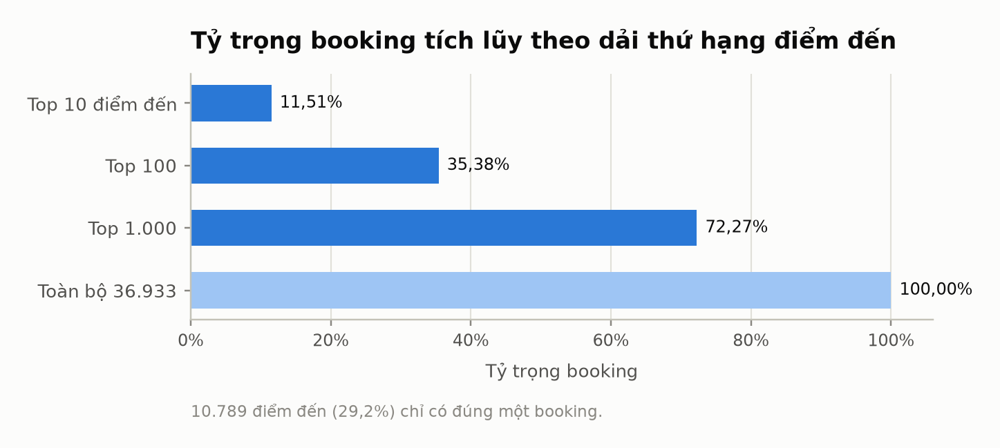 Tỷ trọng booking tích lũy theo dải thứ hạng điểm đến
Top 10 điểm đến
11,51%
Top 100
35,38%
Top 1.000
72,27%
Toàn bộ 36.933
100,00%
0% 20% 40% 60% 80% 100%
Tỷ trọng booking
10.789 điểm đến (29,2%) chỉ có đúng một booking.